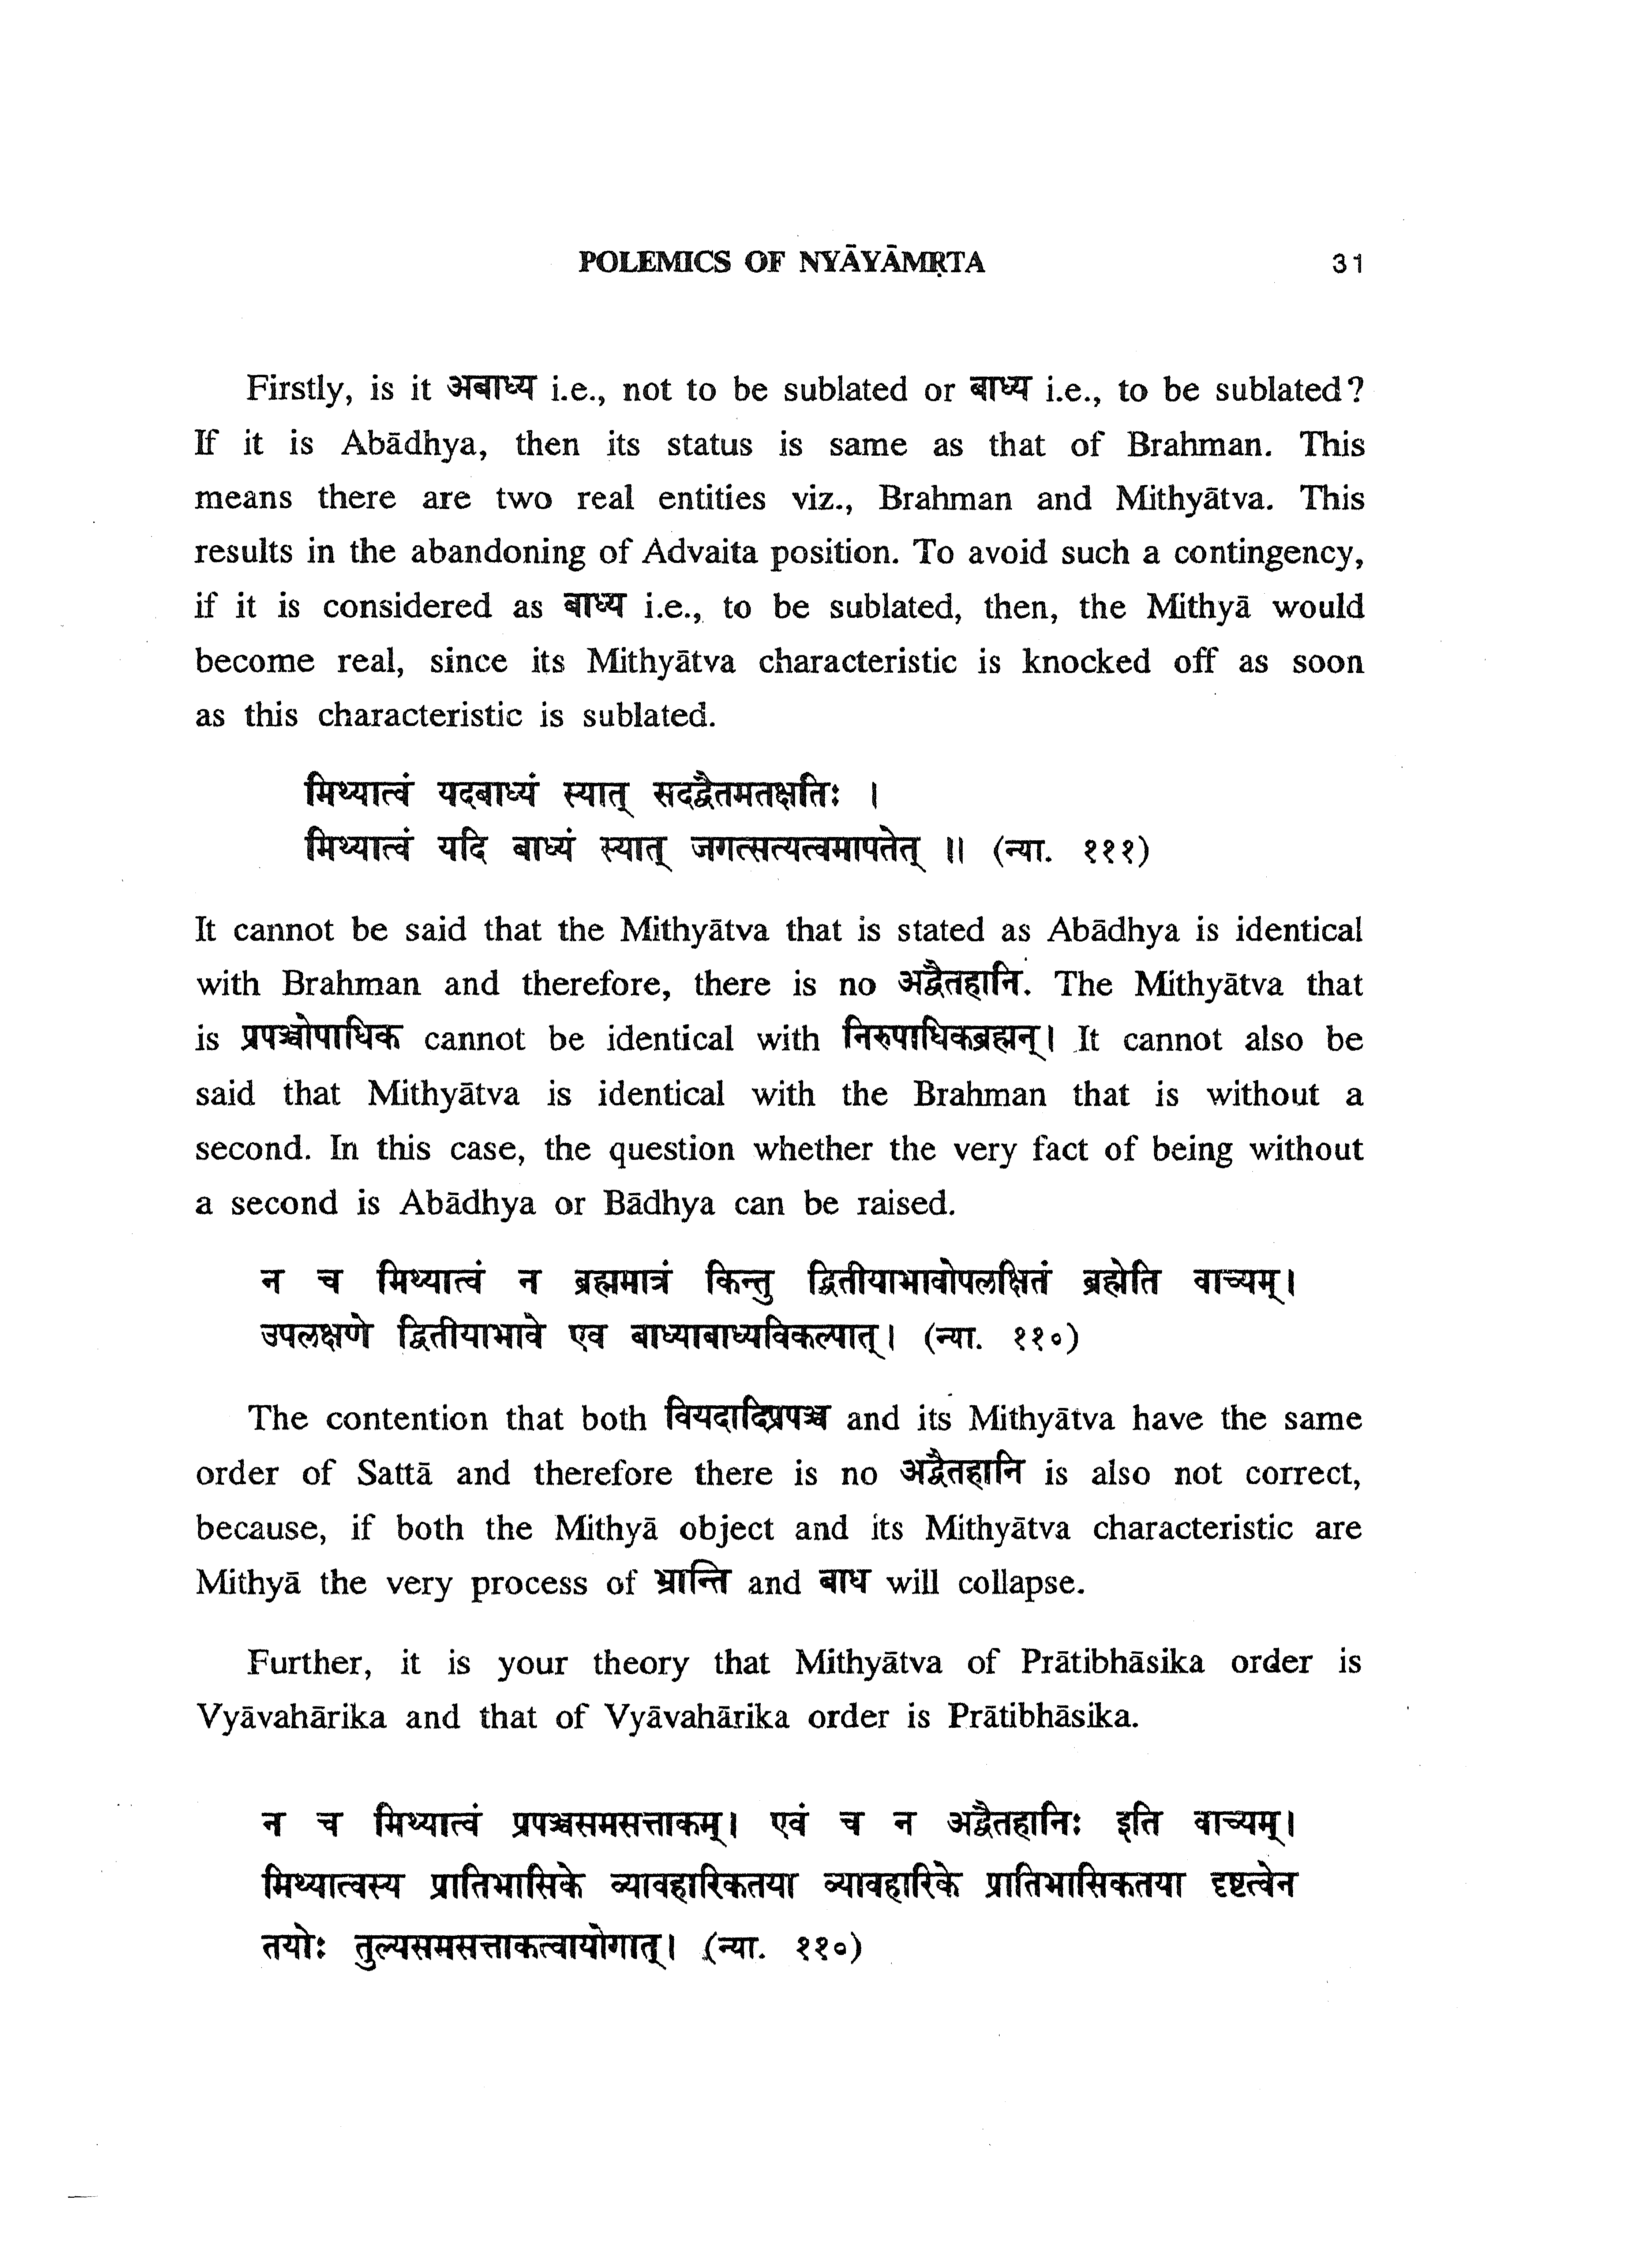 POLEMICS OF NYĀYĀMṚTA 31
Firstly, is it अबाध्य i.e., not to be sublated or बाध्य i.e., to be sublated?
If it is Abādhya, then its status is same as that of Brahman. This
means there are two real entities viz., Brahman and Mithyātva. This
results in the abandoning of Advaita position. To avoid such a contingency,
if it is considered as बाध्य i.e., to be sublated, then, the Mithyā would
become real, since its Mithyātva characteristic is knocked off as soon
as this characteristic is sublated.
मिथ्यात्वं यदबाध्यं स्यात् सदद्वैतमतक्षतिः ।
मिथ्यात्वं यदि बाध्यं स्यात् जगत्सत्यत्वमापतेत् ॥ (न्या. १११)
It cannot be said that the Mithyātva that is stated as Abādhya is identical
with Brahman and therefore, there is no अद्वैतहानि. The Mithyātva that
is प्रपञ्चोपाधिक cannot be identical with निरुपाधिकब्रह्मन्। It cannot also be
said that Mithyātva is identical with the Brahman that is without a
second. In this case, the question whether the very fact of being without
a second is Abādhya or Bādhya can be raised.
न च मिथ्यात्वं न ब्रह्ममात्रं किन्तु द्वितीयाभावोपलक्षितं ब्रह्मेति वाच्यम्।
उपलक्षणे द्वितीयाभावे एव बाध्याबाध्यविकल्पात्। (न्या. ११०)
The contention that both वियदादिप्रपञ्च and its Mithyātva have the same
order of Sattā and therefore there is no अद्वैतहानि is also not correct,
because, if both the Mithyā object and its Mithyātva characteristic are
Mithyā the very process of भ्रान्ति and बाध will collapse.
Further, it is your theory that Mithyātva of Prātibhāsika order is
Vyāvahārika and that of Vyāvahārika order is Prātibhāsika.
न च मिथ्यात्वं प्रपञ्चसमसत्ताकम्। एवं च न अद्वैतहानिः इति वाच्यम्।
मिथ्यात्वस्य प्रातिभासिके व्यावहारिकतया व्यावहारिके प्रातिभासिकतया दृष्टत्वेन
तयोः तुल्यसमसत्ताकत्वायोगात्। (न्या. ११०)